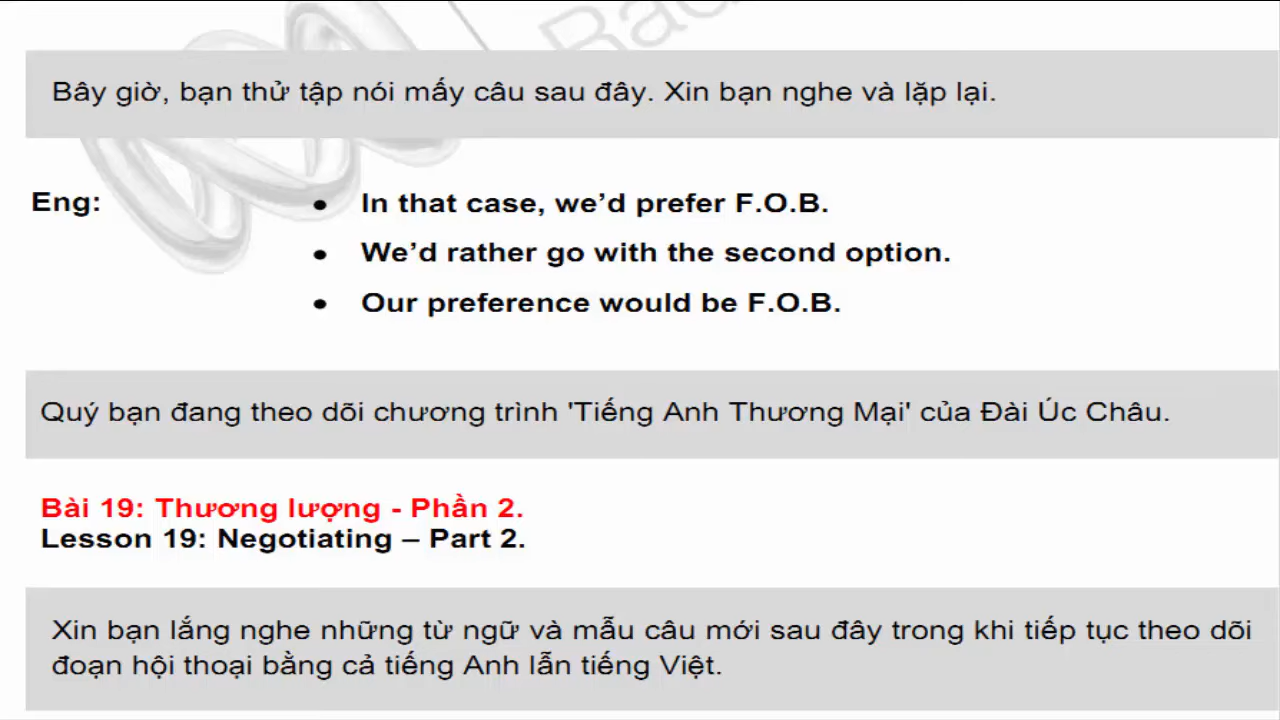 Bad
Bây giờ, bạn thử tập nói mấy câu sau đây. Xin bạn nghe và lặp lại.
Eng:
• In that case, we’d prefer F.O.B.
• We’d rather go with the second option.
• Our preference would be F.O.B.
Quý bạn đang theo dõi chương trình 'Tiếng Anh Thương Mại' của Đài Úc Châu.
Bài 19: Thương lượng - Phần 2.
Lesson 19: Negotiating – Part 2.
Xin bạn lắng nghe những từ ngữ và mẫu câu mới sau đây trong khi tiếp tục theo dõi
đoạn hội thoại bằng cả tiếng Anh lẫn tiếng Việt.